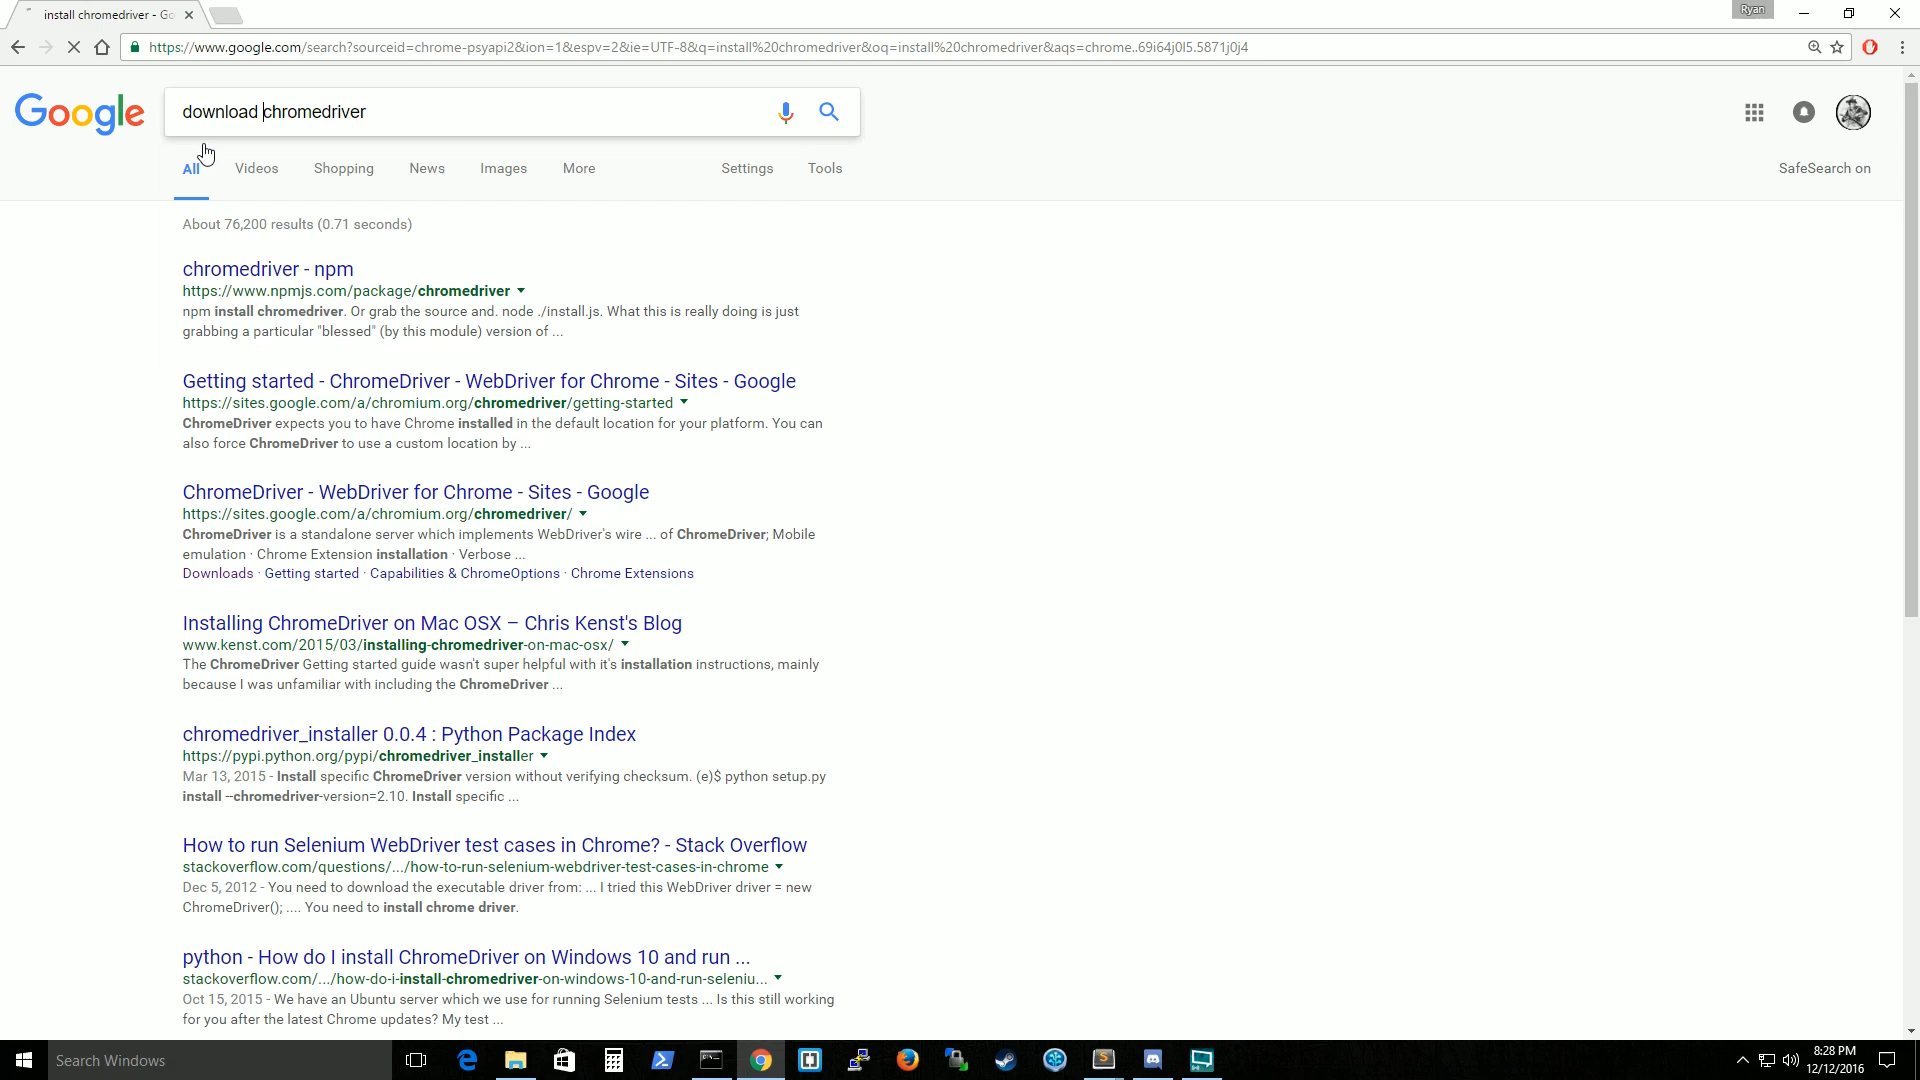 install chromedriver - Go
Ryan
https://www.google.com/search?sourceid=chrome-psyapi2&ion=1&espv=2&ie=UTF-8&q=install%20chromedriver&oq=install%20chromedriver&aqs=chrome..69i64j0l5.5871j0j4
Google
download chromedriver
All Videos Shopping News Images More Settings Tools SafeSearch on
About 76,200 results (0.71 seconds)
chromedriver - npm
https://www.npmjs.com/package/chromedriver
npm install chromedriver. Or grab the source and. node ./install.js. What this is really doing is just
grabbing a particular "blessed" (by this module) version of ...
Getting started - ChromeDriver - WebDriver for Chrome - Sites - Google
https://sites.google.com/a/chromium.org/chromedriver/getting-started
ChromeDriver expects you to have Chrome installed in the default location for your platform. You can
also force ChromeDriver to use a custom location by ...
ChromeDriver - WebDriver for Chrome - Sites - Google
https://sites.google.com/a/chromium.org/chromedriver/
ChromeDriver is a standalone server which implements WebDriver's wire ... of ChromeDriver; Mobile
emulation · Chrome Extension installation · Verbose ...
Downloads · Getting started · Capabilities & ChromeOptions · Chrome Extensions
Installing ChromeDriver on Mac OSX – Chris Kenst's Blog
www.kenst.com/2015/03/installing-chromedriver-on-mac-osx/
The ChromeDriver Getting started guide wasn't super helpful with it's installation instructions, mainly
because I was unfamiliar with including the ChromeDriver ...
chromedriver_installer 0.0.4 : Python Package Index
https://pypi.python.org/pypi/chromedriver_installer
Mar 13, 2015 - Install specific ChromeDriver version without verifying checksum. (e)$ python setup.py
install --chromedriver-version=2.10. Install specific ...
How to run Selenium WebDriver test cases in Chrome? - Stack Overflow
stackoverflow.com/questions/.../how-to-run-selenium-webdriver-test-cases-in-chrome
Dec 5, 2012 - You need to download the executable driver from: ... I tried this WebDriver driver = new
ChromeDriver(); .... You need to install chrome driver.
python - How do I install ChromeDriver on Windows 10 and run ...
stackoverflow.com/.../how-do-i-install-chromedriver-on-windows-10-and-run-seleniu...
Oct 15, 2015 - We have an Ubuntu server which we use for running Selenium tests ... Is this still working
for you after the latest Chrome updates? My test ...
Search Windows
8:28 PM
12/12/2016